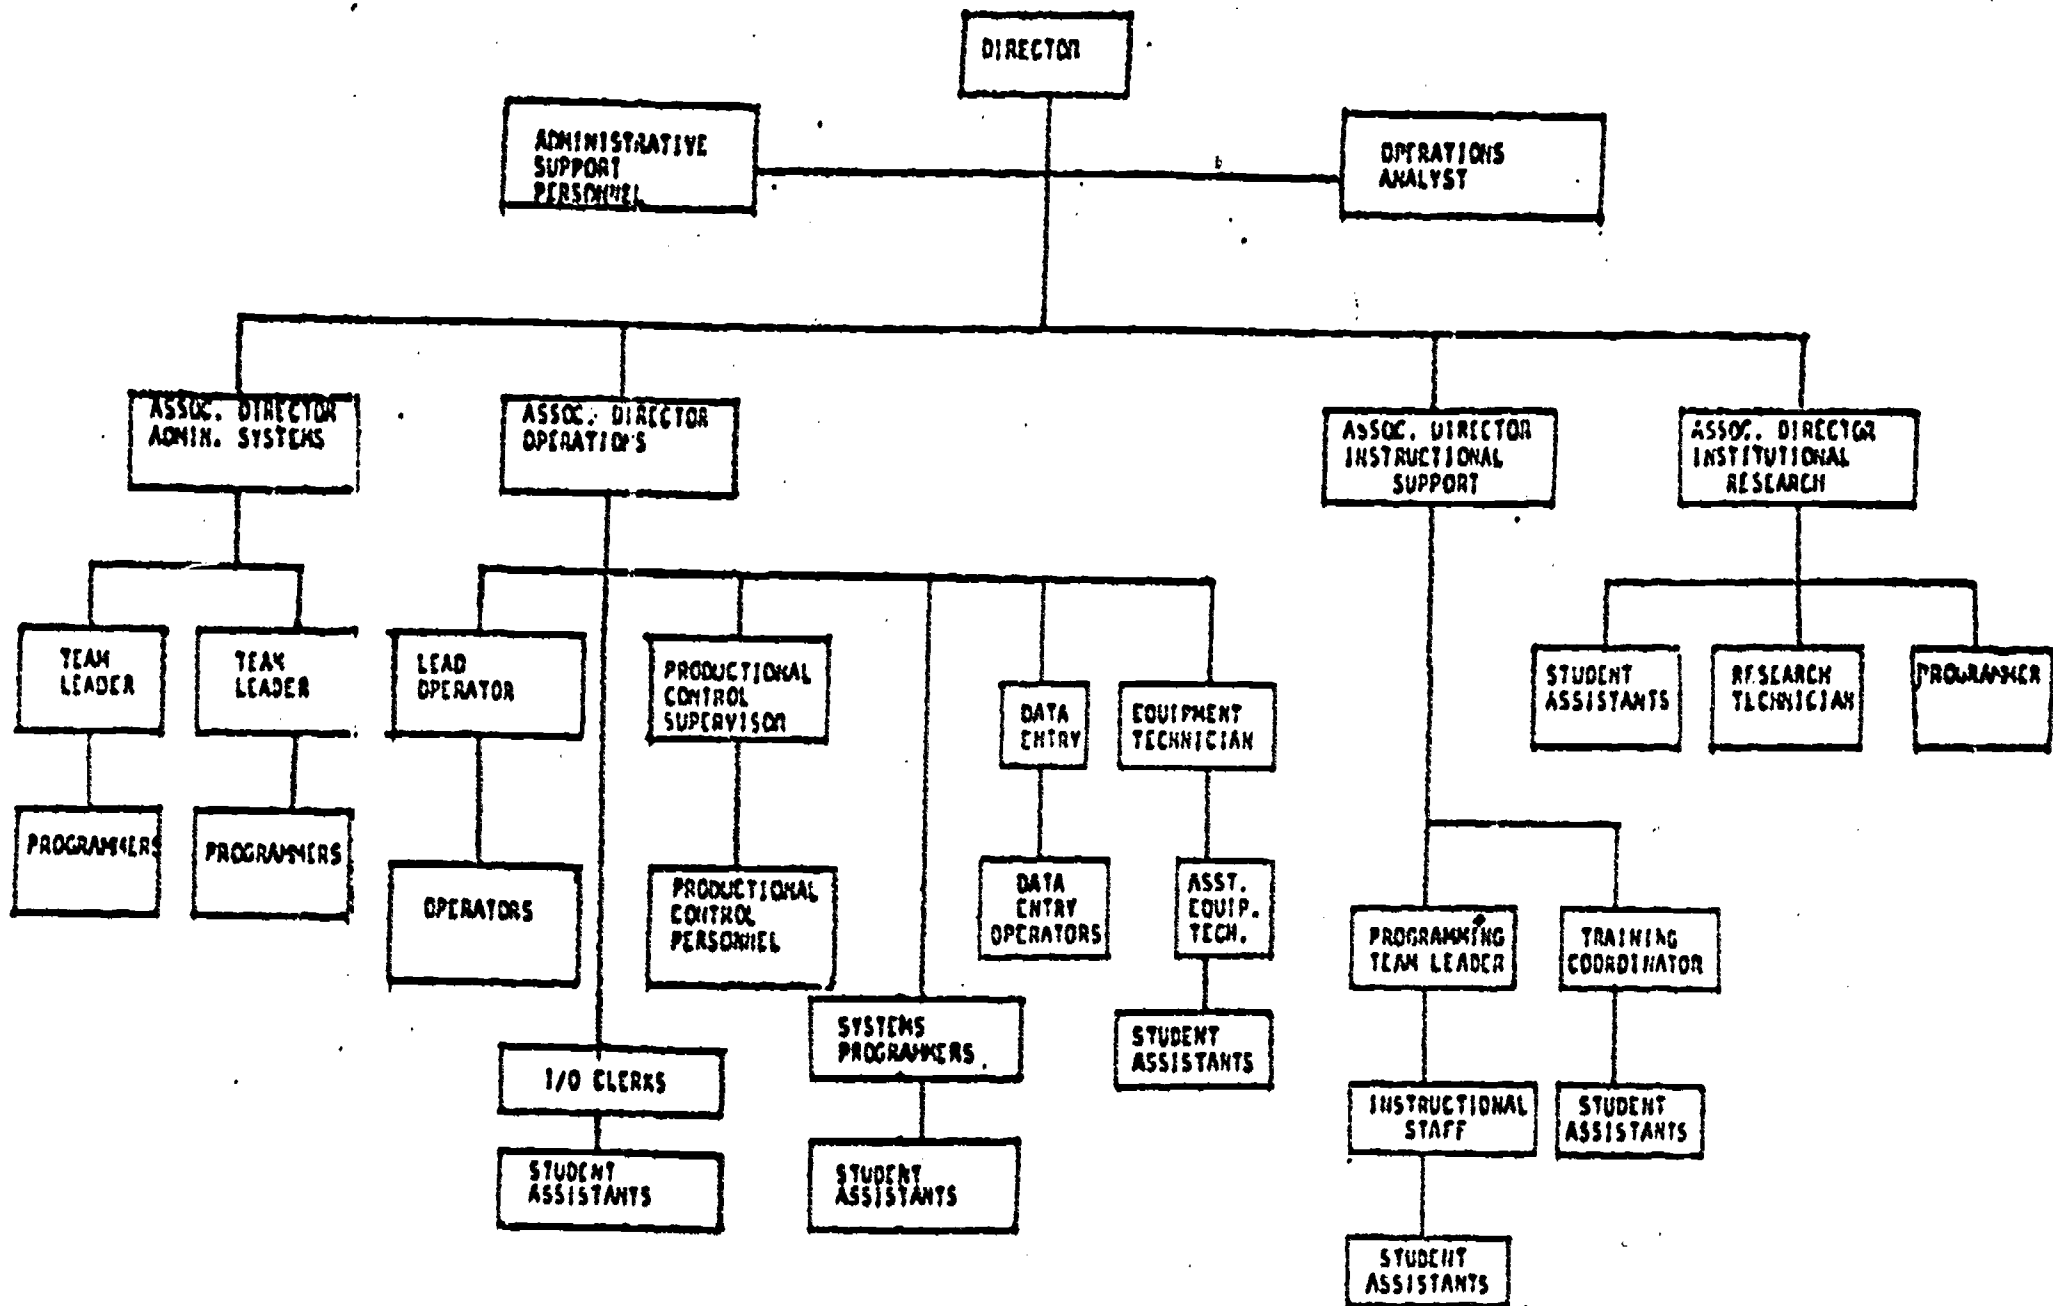 DIRECTOR
ADMINISTRATIVE
SUPPORT
PERSONNEL
OPERATIONS
ANALYST
ASSOC. DIRECTOR
ADMIN. SYSTEMS
ASSOC. DIRECTOR
OPERATIONS
ASSOC. DIRECTOR
INSTRUCTIONAL
SUPPORT
ASSOC. DIRECTOR
INSTITUTIONAL
RESEARCH
TEAM
LEADER
TEAM
LEADER
LEAD
OPERATOR
PRODUCTIONAL
CONTROL
SUPERVISOR
DATA
ENTRY
EQUIPMENT
TECHNICIAN
STUDENT
ASSISTANTS
RESEARCH
TECHNICIAN
PROGRAMMER
PROGRAMMERS
PROGRAMMERS
OPERATORS
PRODUCTIONAL
CONTROL
PERSONNEL
DATA
ENTRY
OPERATORS
ASST.
EQUIP.
TECH.
PROGRAMMING
TEAM LEADER
TRAINING
COORDINATOR
SYSTEMS
PROGRAMMERS
STUDENT
ASSISTANTS
I/O CLERKS
INSTRUCTIONAL
STAFF
STUDENT
ASSISTANTS
STUDENT
ASSISTANTS
STUDENT
ASSISTANTS
STUDENT
ASSISTANTS